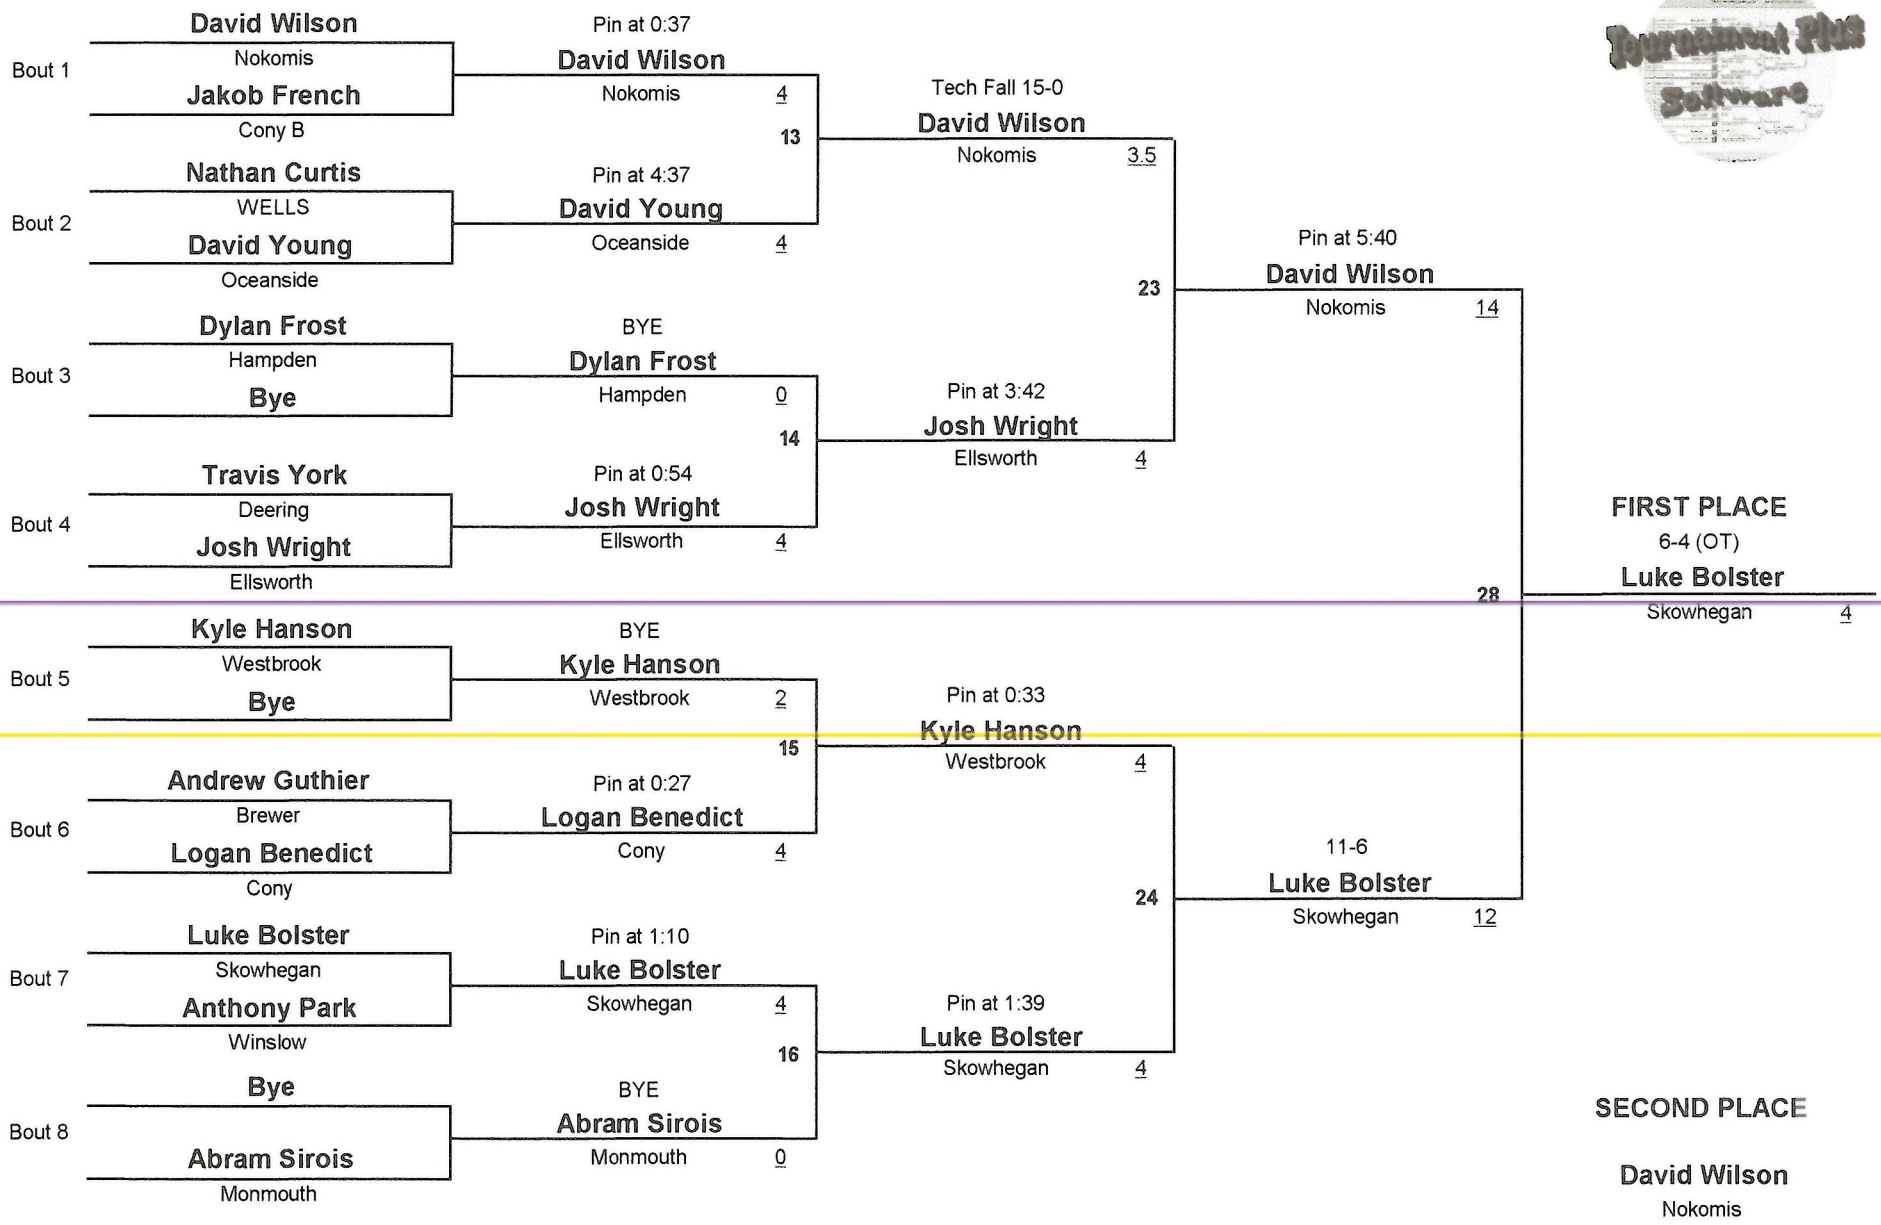 Tournament Plus
Software
Bout 1
David Wilson
Nokomis
Jakob French
Cony B
Bout 2
Nathan Curtis
WELLS
David Young
Oceanside
Bout 3
Dylan Frost
Hampden
Bye
Bout 4
Travis York
Deering
Josh Wright
Ellsworth
Bout 5
Kyle Hanson
Westbrook
Bye
Bout 6
Andrew Guthier
Brewer
Logan Benedict
Cony
Bout 7
Luke Bolster
Skowhegan
Anthony Park
Winslow
Bout 8
Bye
Abram Sirois
Monmouth
Pin at 0:37
David Wilson
Nokomis 4
13
Pin at 4:37
David Young
Oceanside 4
BYE
Dylan Frost
Hampden 0
14
Pin at 0:54
Josh Wright
Ellsworth 4
BYE
Kyle Hanson
Westbrook 2
15
Pin at 0:27
Logan Benedict
Cony 4
Pin at 1:10
Luke Bolster
Skowhegan 4
16
BYE
Abram Sirois
Monmouth 0
Tech Fall 15-0
David Wilson
Nokomis 3.5
23
Pin at 3:42
Josh Wright
Ellsworth 4
Pin at 0:33
Kyle Hanson
Westbrook 4
24
Pin at 1:39
Luke Bolster
Skowhegan 4
Pin at 5:40
David Wilson
Nokomis 14
28
11-6
Luke Bolster
Skowhegan 12
FIRST PLACE
6-4 (OT)
Luke Bolster
Skowhegan 4
SECOND PLACE
David Wilson
Nokomis